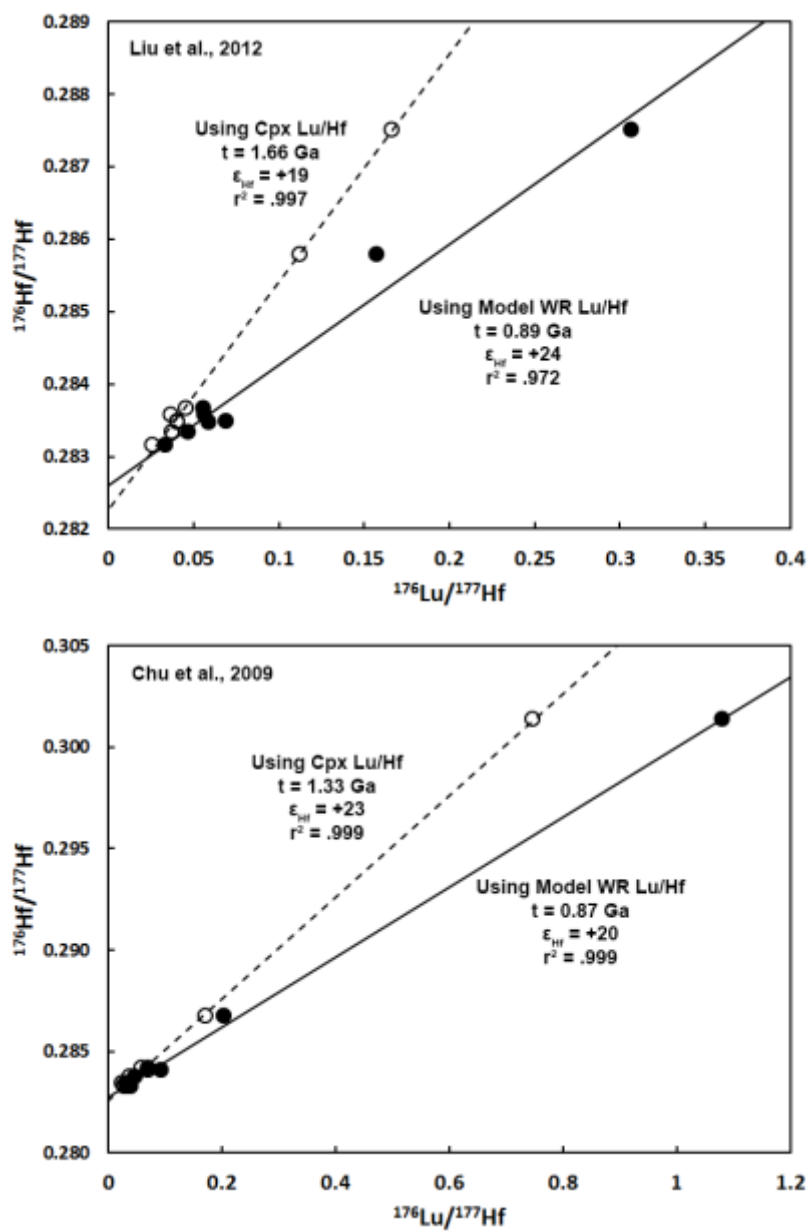 0.289
0.288
0.287
0.286
0.285
0.284
0.283
0.282
¹⁷⁶Hf/¹⁷⁷Hf
Liu et al., 2012
Using Cpx Lu/Hf
t = 1.66 Ga
εHf = +19
r² = .997
Using Model WR Lu/Hf
t = 0.89 Ga
εHf = +24
r² = .972
0 0.05 0.1 0.15 0.2 0.25 0.3 0.35 0.4
¹⁷⁶Lu/¹⁷⁷Hf
0.305
0.300
0.295
0.290
0.285
0.280
¹⁷⁶Hf/¹⁷⁷Hf
Chu et al., 2009
Using Cpx Lu/Hf
t = 1.33 Ga
εHf = +23
r² = .999
Using Model WR Lu/Hf
t = 0.87 Ga
εHf = +20
r² = .999
0 0.2 0.4 0.6 0.8 1 1.2
¹⁷⁶Lu/¹⁷⁷Hf